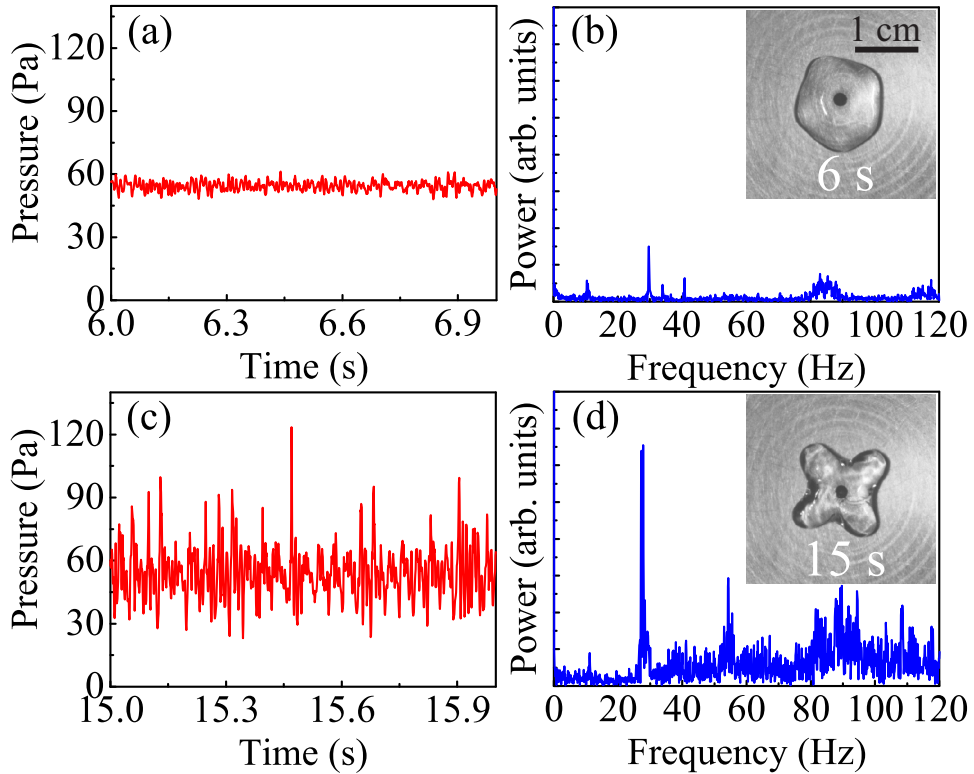 (a)
Pressure (Pa)
120
90
60
30
0
6.0 6.3 6.6 6.9
Time (s)
(b)
Power (arb. units)
1 cm
6 s
0 20 40 60 80 100 120
Frequency (Hz)
(c)
Pressure (Pa)
120
90
60
30
0
15.0 15.3 15.6 15.9
Time (s)
(d)
Power (arb. units)
15 s
0 20 40 60 80 100 120
Frequency (Hz)